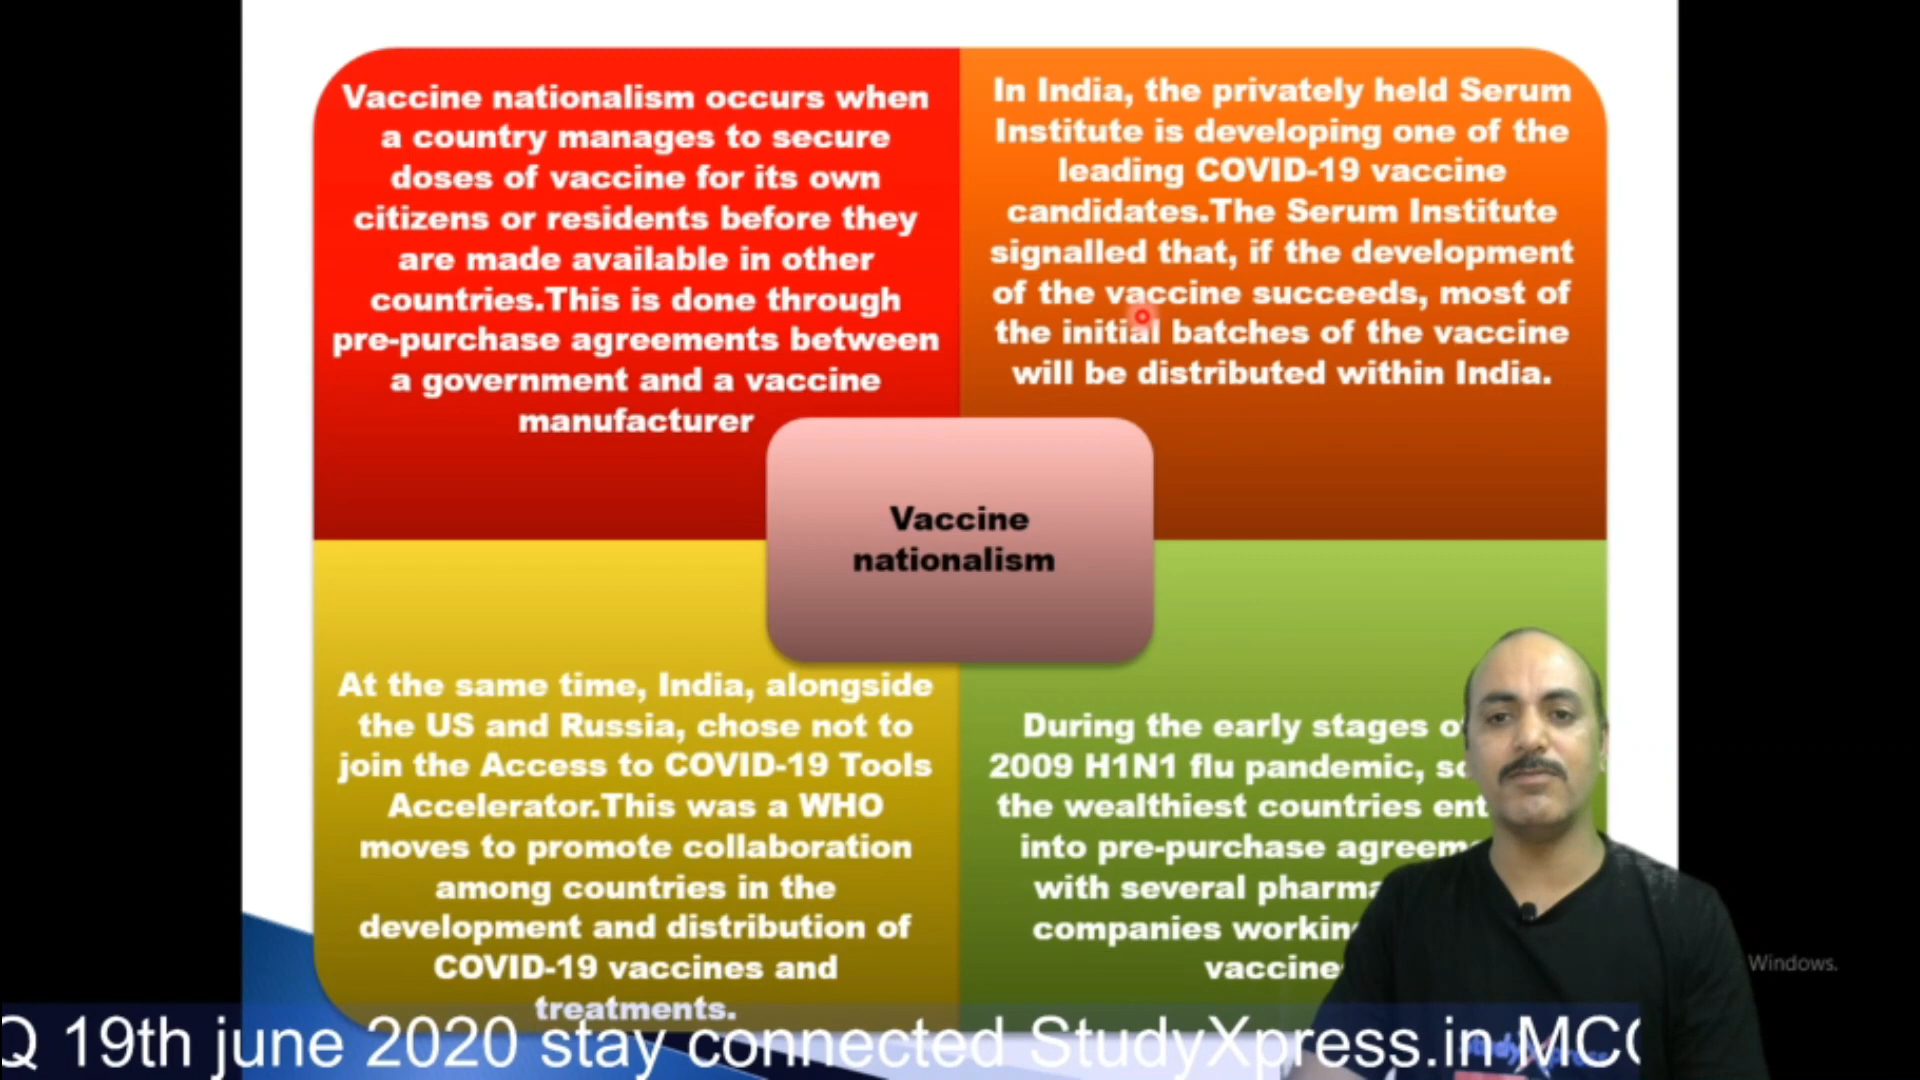 Vaccine nationalism occurs when
a country manages to secure
doses of vaccine for its own
citizens or residents before they
are made available in other
countries.This is done through
pre-purchase agreements between
a government and a vaccine
manufacturer
In India, the privately held Serum
Institute is developing one of the
leading COVID-19 vaccine
candidates.The Serum Institute
signalled that, if the development
of the vaccine succeeds, most of
the initial batches of the vaccine
will be distributed within India.
Vaccine
nationalism
At the same time, India, alongside
the US and Russia, chose not to
join the Access to COVID-19 Tools
Accelerator.This was a WHO
moves to promote collaboration
among countries in the
development and distribution of
COVID-19 vaccines and
treatments.
During the early stages
2009 H1N1 flu pandemic,
the wealthiest countries
into pre-purchase
with several
companies
Windows.
Q 19th june 2020 stay connected StudyXpress.in